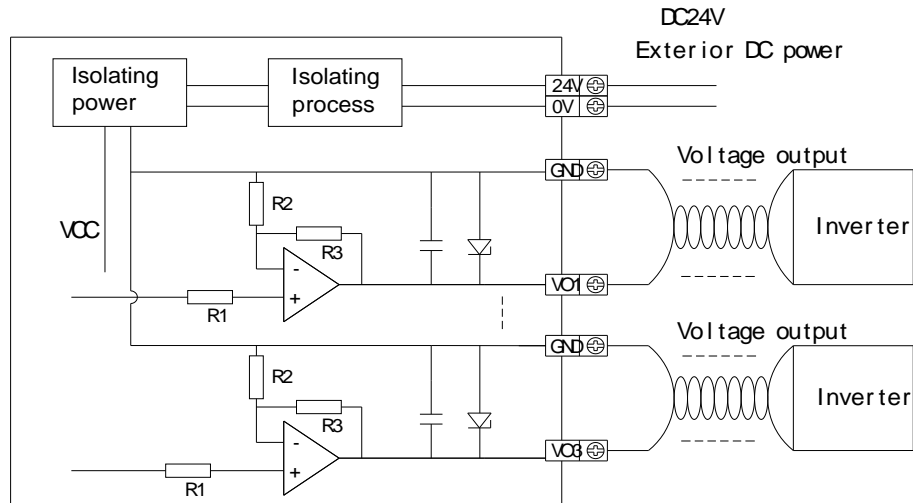 DC24V
Exterior DC power
Isolating
power
Isolating
process
24V
0V
GND
Voltage output
R2
VCC
R3
Inverter
-
+
R1
VO1
GND
Voltage output
R2
R3
Inverter
-
+
R1
VO3